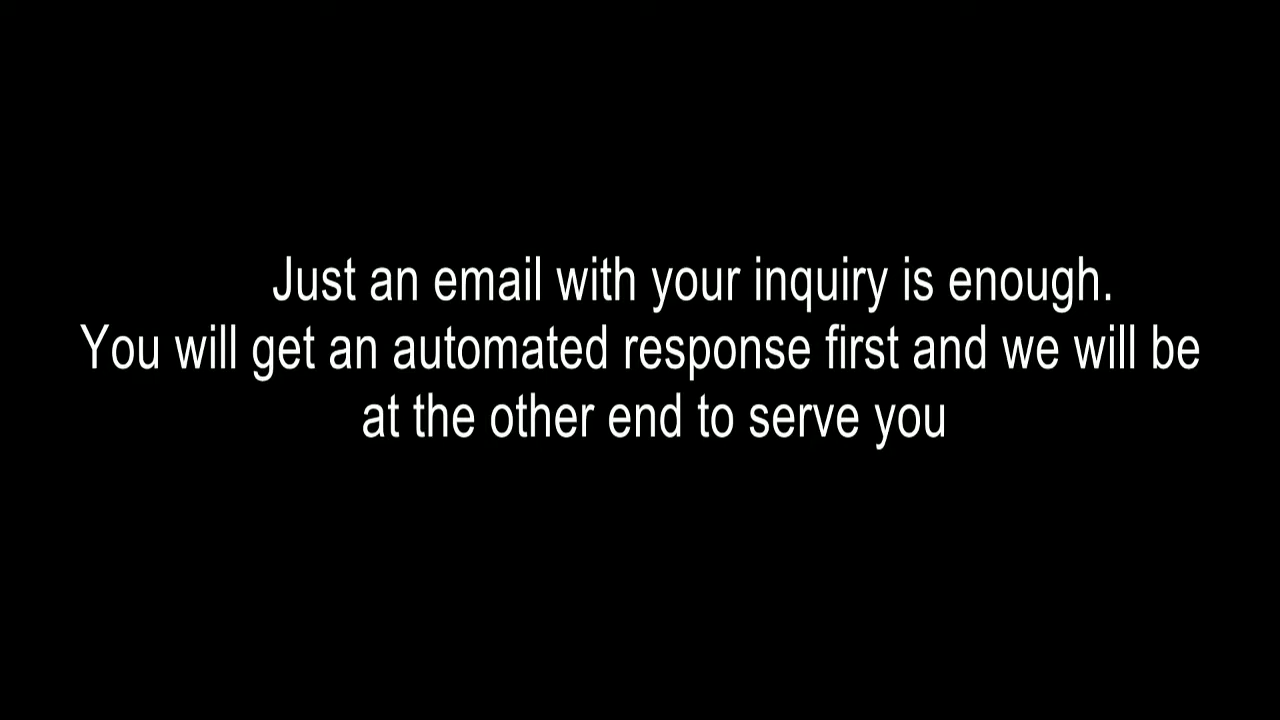 Just an email with your inquiry is enough.
You will get an automated response first and we will be
at the other end to serve you